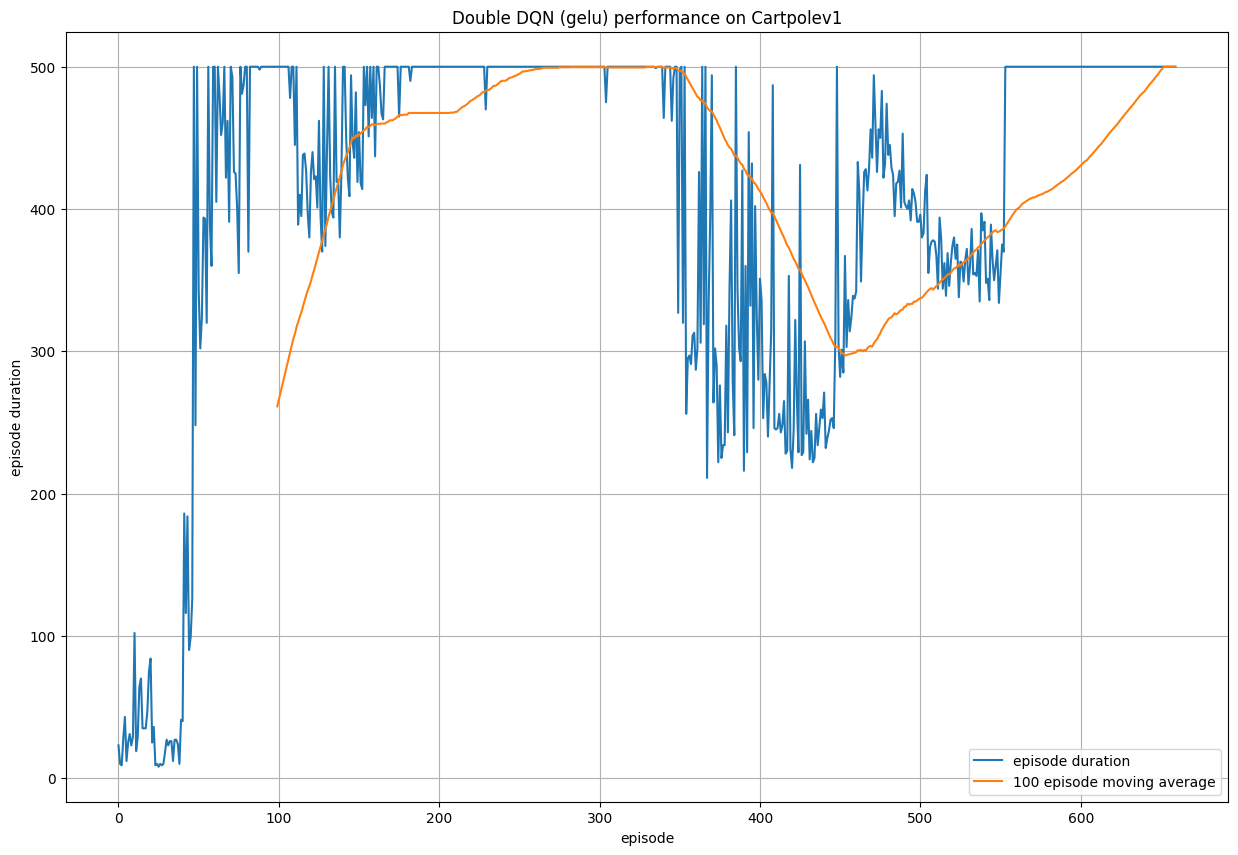 Double DQN (gelu) performance on Cartpolev1
500
400
300
200
100
0
episode duration
0 100 200 300 400 500 600
episode
episode duration
100 episode moving average